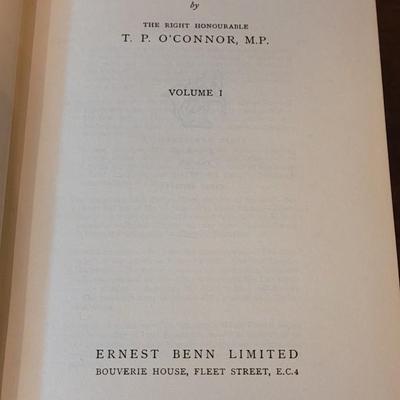 by
THE RIGHT HONOURABLE
T. P. O'CONNOR, M.P.
VOLUME I
ERNEST BENN LIMITED
BOUVERIE HOUSE, FLEET STREET, E.C.4